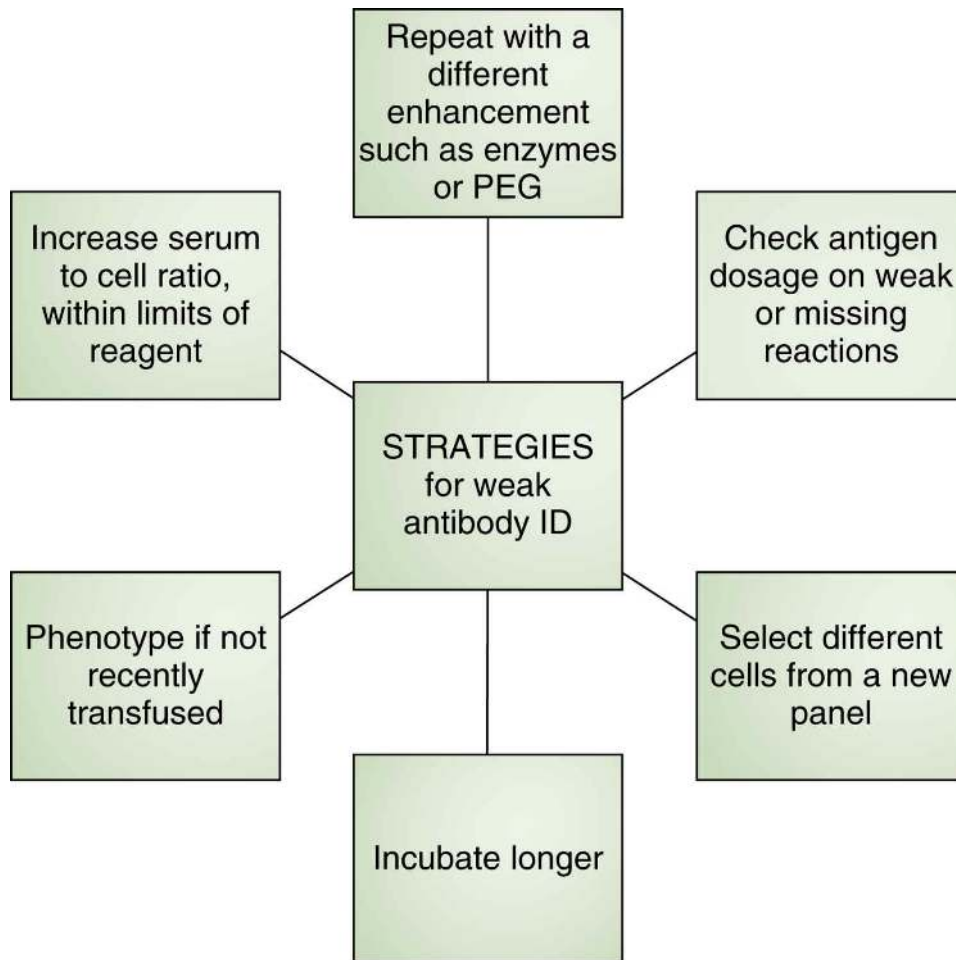 Repeat with a
different
enhancement
such as enzymes
or PEG
Increase serum
to cell ratio,
within limits of
reagent
Check antigen
dosage on weak
or missing
reactions
STRATEGIES
for weak
antibody ID
Phenotype if not
recently
transfused
Select different
cells from a new
panel
Incubate longer